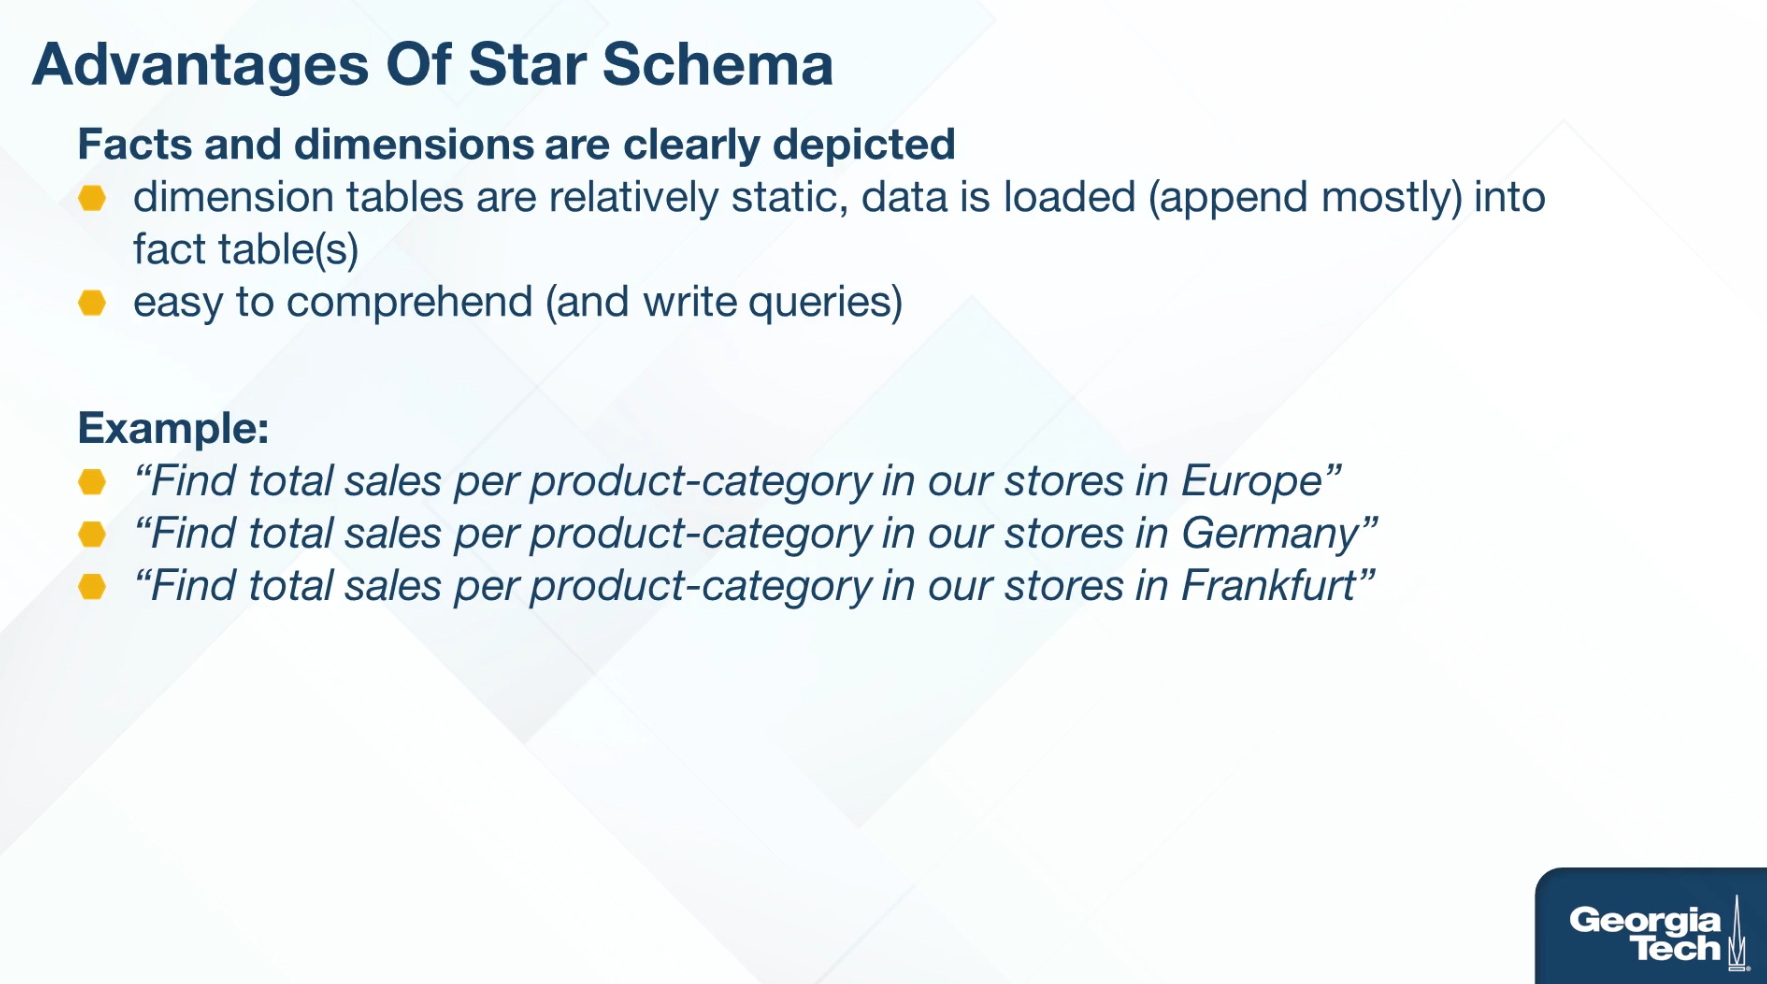 Advantages Of Star Schema
Facts and dimensions are clearly depicted
dimension tables are relatively static, data is loaded (append mostly) into
fact table(s)
easy to comprehend (and write queries)
Example:
“Find total sales per product-category in our stores in Europe”
“Find total sales per product-category in our stores in Germany”
“Find total sales per product-category in our stores in Frankfurt”
Georgia
Tech